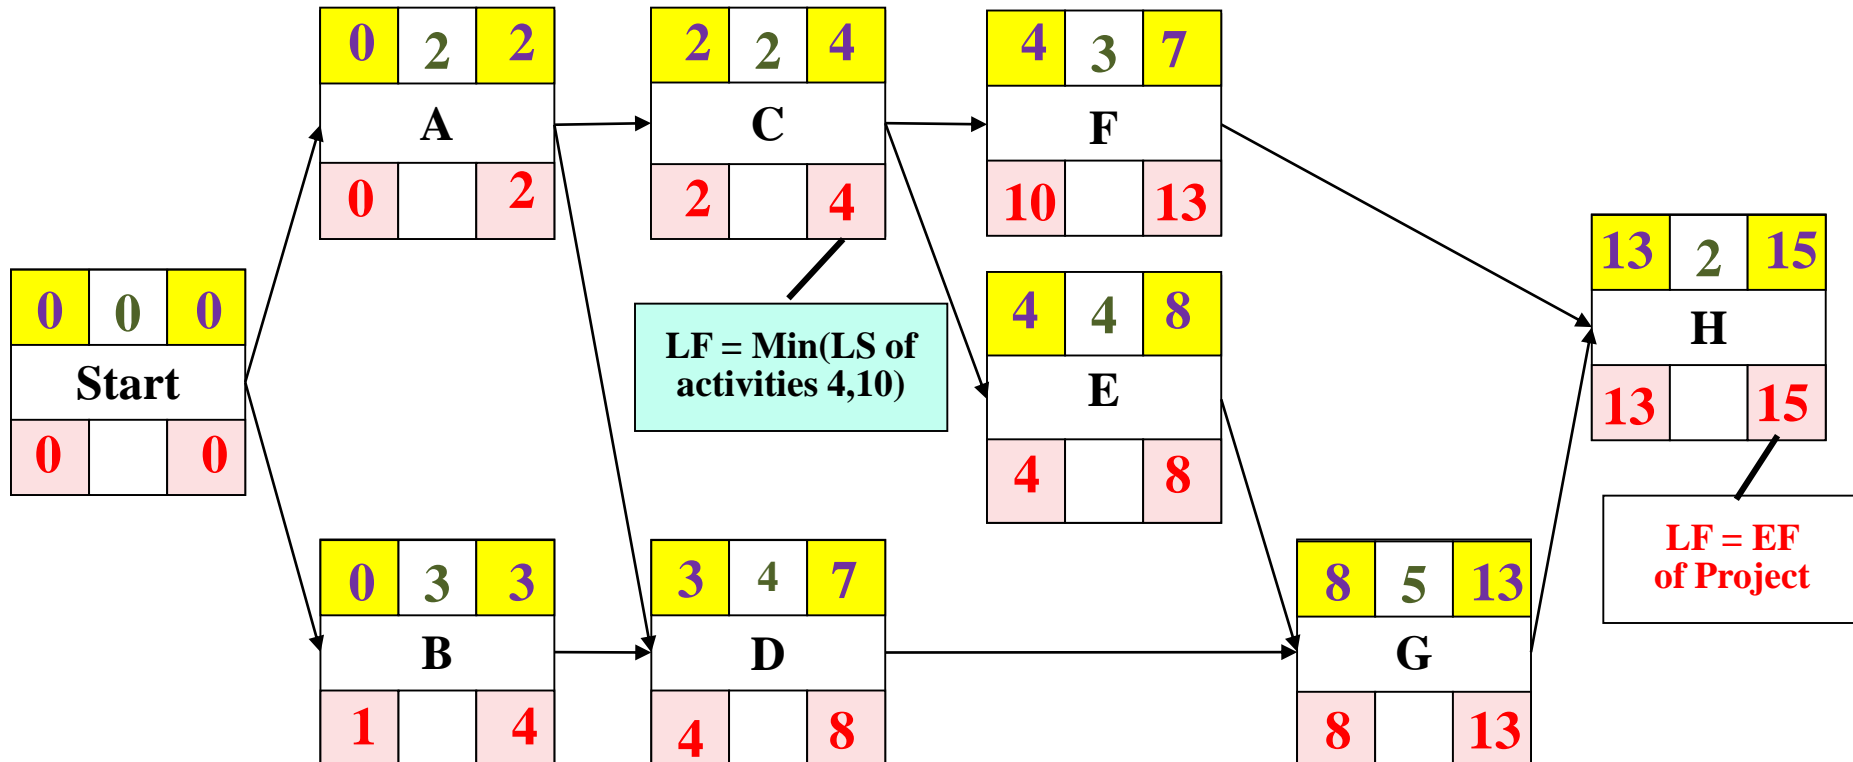 0 2 2
A
0 2
2 2 4
C
2 4
4 3 7
F
10 13
0 0 0
Start
0 0
LF = Min(LS of
activities 4,10)
4 4 8
E
4 8
13 2 15
H
13 15
LF = EF
of Project
0 3 3
B
1 4
3 4 7
D
4 8
8 5 13
G
8 13